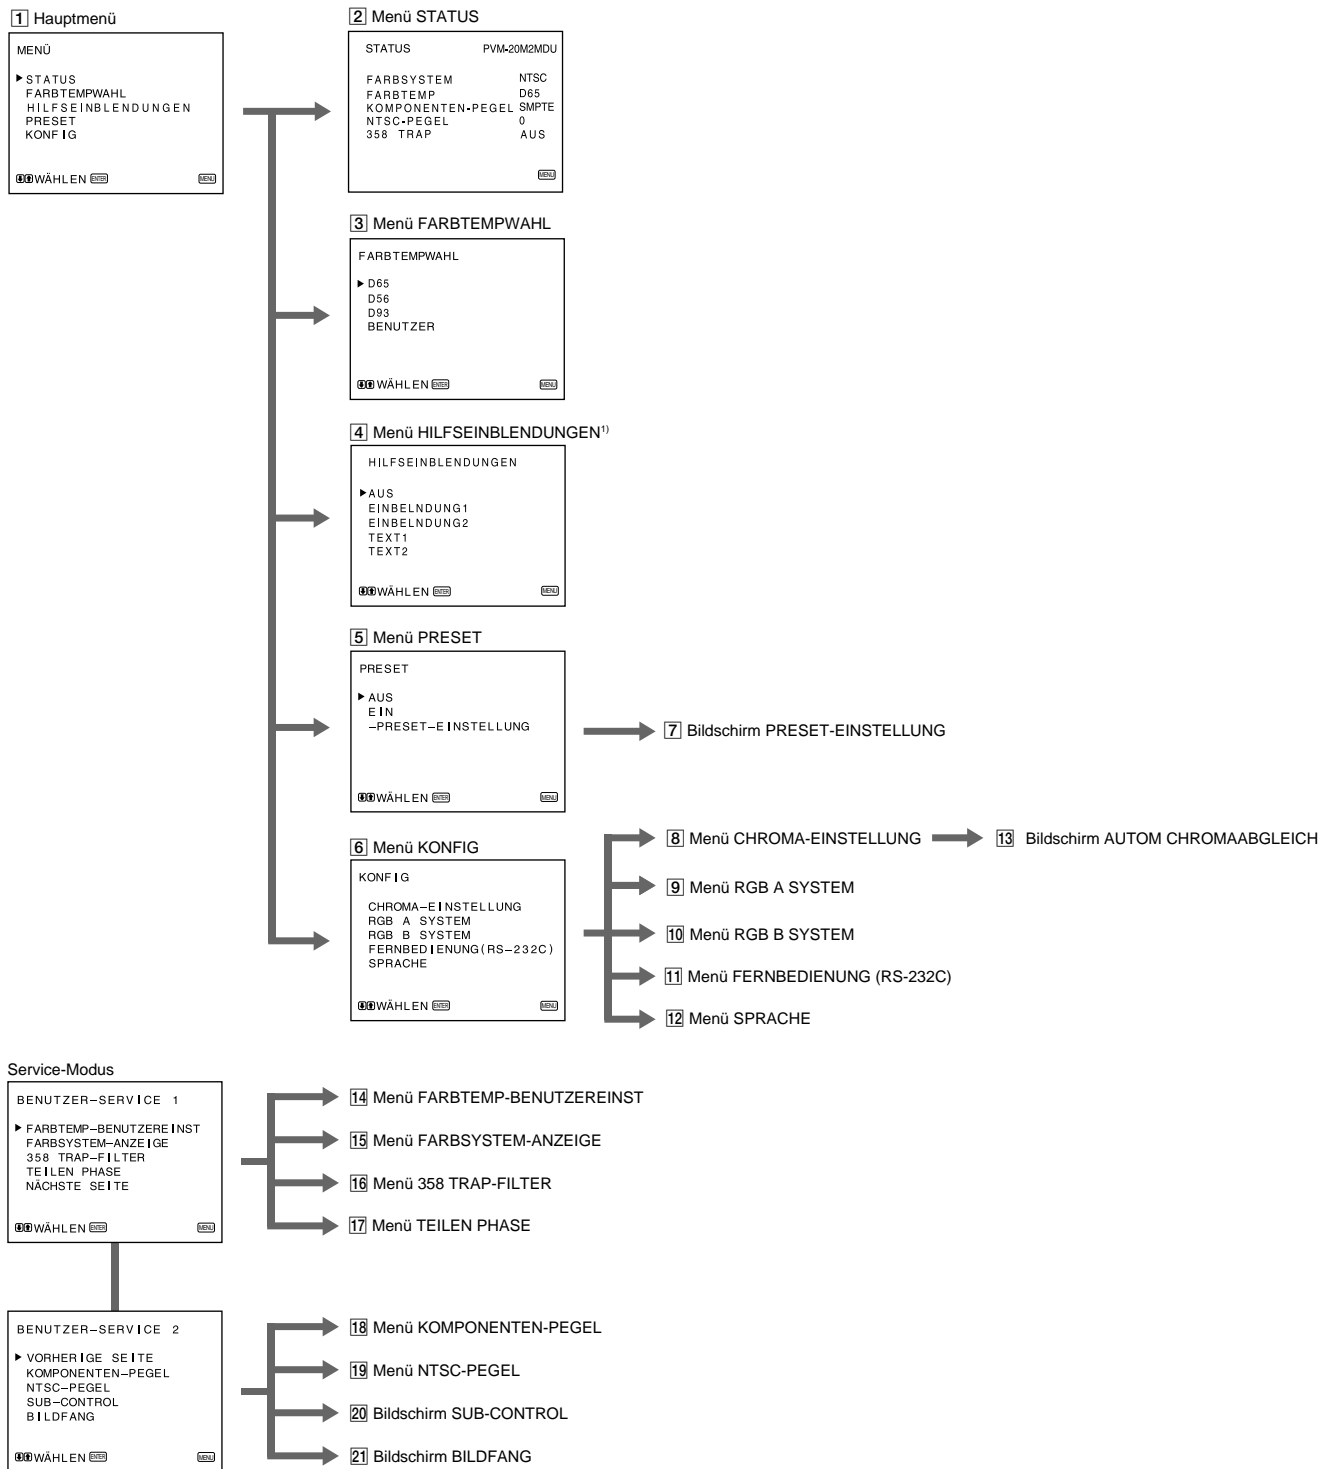 1 Hauptmenü
MENÜ
▶STATUS
FARBTEMPWAHL
HILFSEINBLENDUNGEN
PRESET
KONFIG
WÄHLEN ENTER MENU
2 Menü STATUS
STATUS PVM-20M2MDU
FARBSYSTEM NTSC
FARBTEMP D65
KOMPONENTEN-PEGEL SMPTE
NTSC-PEGEL 0
358 TRAP AUS
MENU
3 Menü FARBTEMPWAHL
FARBTEMPWAHL
▶D65
D56
D93
BENUTZER
WÄHLEN ENTER MENU
4 Menü HILFSEINBLENDUNGEN1)
HILFSEINBLENDUNGEN
▶AUS
EINBELNDUNG1
EINBELNDUNG2
TEXT1
TEXT2
WÄHLEN ENTER MENU
5 Menü PRESET
PRESET
▶AUS
EIN
–PRESET–EINSTELLUNG
WÄHLEN ENTER MENU
7 Bildschirm PRESET-EINSTELLUNG
6 Menü KONFIG
KONFIG
CHROMA–EINSTELLUNG
RGB A SYSTEM
RGB B SYSTEM
FERNBEDIENUNG(RS–232C)
SPRACHE
WÄHLEN ENTER MENU
8 Menü CHROMA-EINSTELLUNG
13 Bildschirm AUTOM CHROMAABGLEICH
9 Menü RGB A SYSTEM
10 Menü RGB B SYSTEM
11 Menü FERNBEDIENUNG (RS-232C)
12 Menü SPRACHE
Service-Modus
BENUTZER–SERVICE 1
▶FARBTEMP–BENUTZEREINST
FARBSYSTEM–ANZEIGE
358 TRAP–FILTER
TEILEN PHASE
NÄCHSTE SEITE
WÄHLEN ENTER MENU
14 Menü FARBTEMP-BENUTZEREINST
15 Menü FARBSYSTEM-ANZEIGE
16 Menü 358 TRAP-FILTER
17 Menü TEILEN PHASE
BENUTZER–SERVICE 2
▶VORHERIGE SEITE
KOMPONENTEN–PEGEL
NTSC–PEGEL
SUB–CONTROL
BILDFANG
WÄHLEN ENTER MENU
18 Menü KOMPONENTEN-PEGEL
19 Menü NTSC-PEGEL
20 Bildschirm SUB-CONTROL
21 Bildschirm BILDFANG